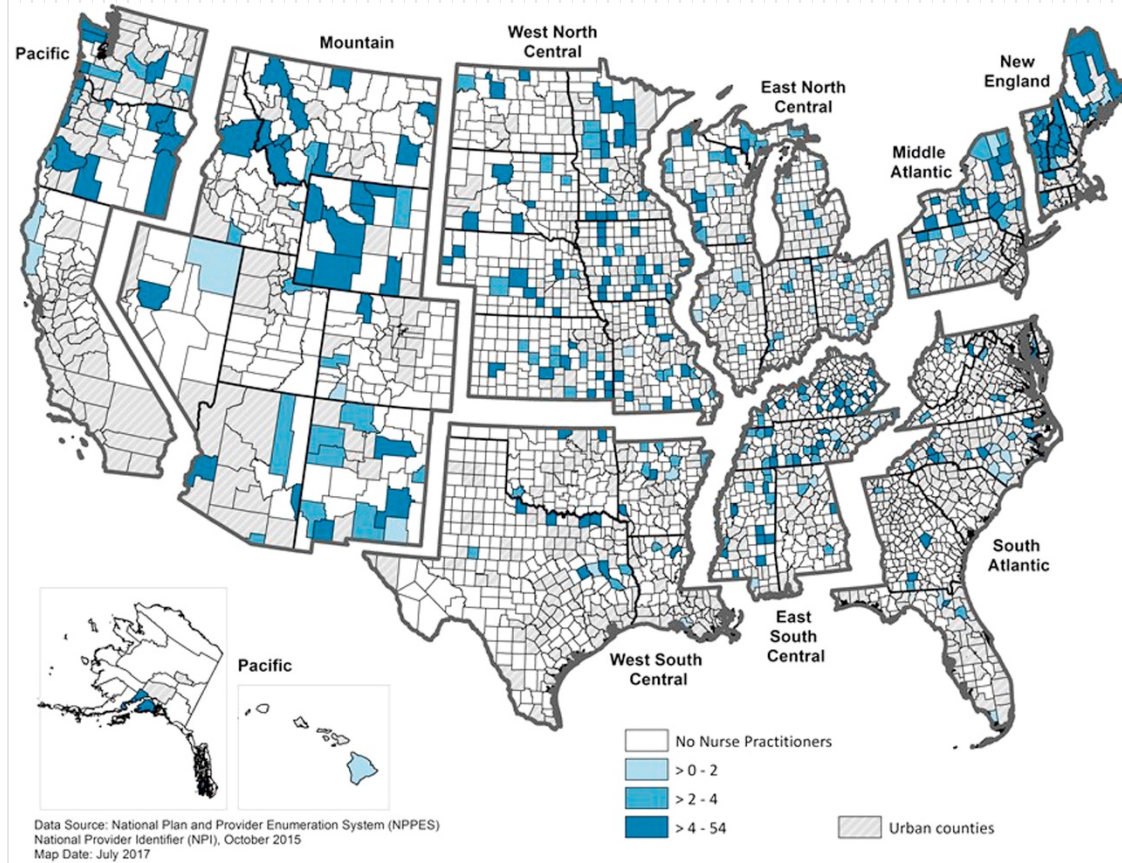 Pacific
Mountain
West North
Central
East North
Central
New
England
Middle
Atlantic
South
Atlantic
East
South
Central
West South
Central
Pacific
No Nurse Practitioners
> 0 - 2
> 2 - 4
> 4 - 54
Urban counties
Data Source: National Plan and Provider Enumeration System (NPPES)
National Provider Identifier (NPI), October 2015
Map Date: July 2017